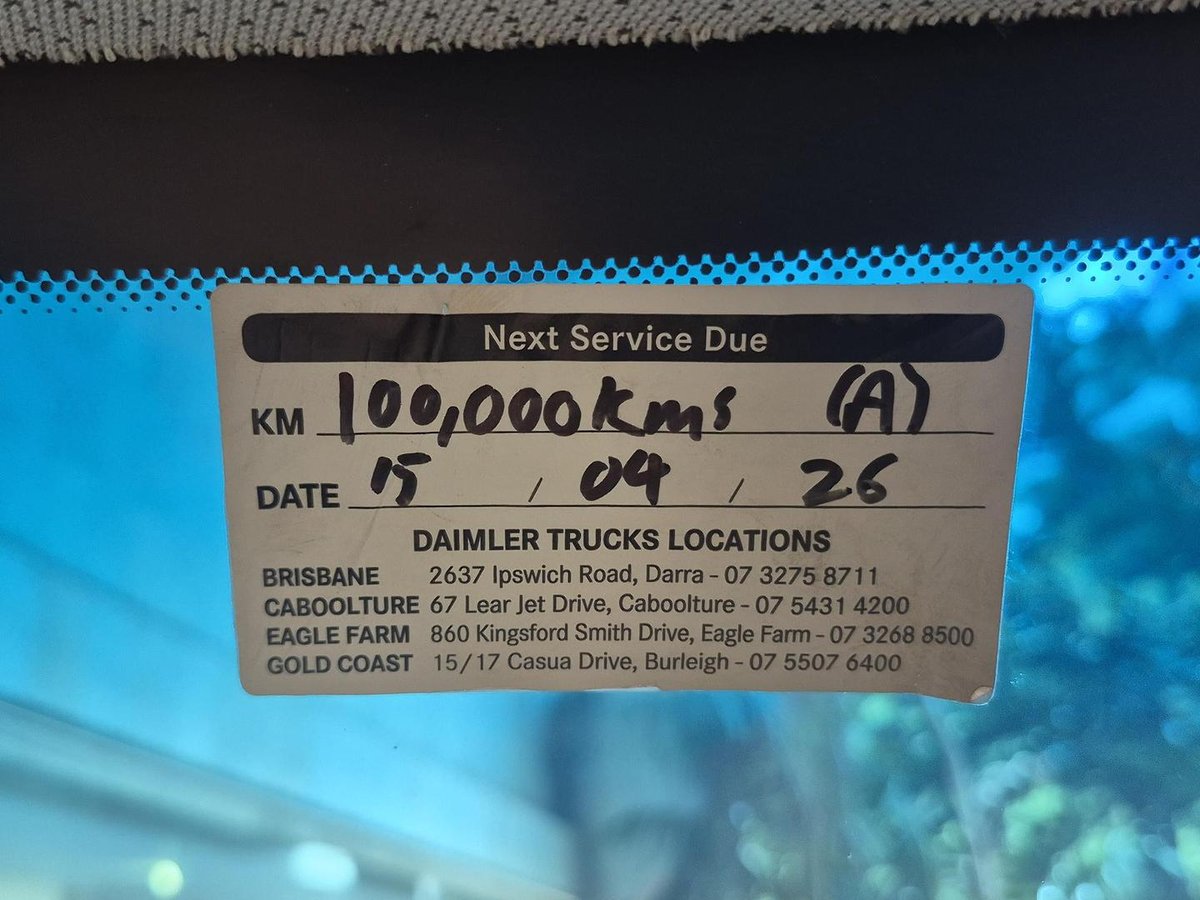 Next Service Due
KM 100,000kms (A)
DATE 15 / 04 / 26
DAIMLER TRUCKS LOCATIONS
BRISBANE 2637 Ipswich Road, Darra - 07 3275 8711
CABOOLTURE 67 Lear Jet Drive, Caboolture - 07 5431 4200
EAGLE FARM 860 Kingsford Smith Drive, Eagle Farm - 07 3268 8500
GOLD COAST 15/17 Casua Drive, Burleigh - 07 5507 6400